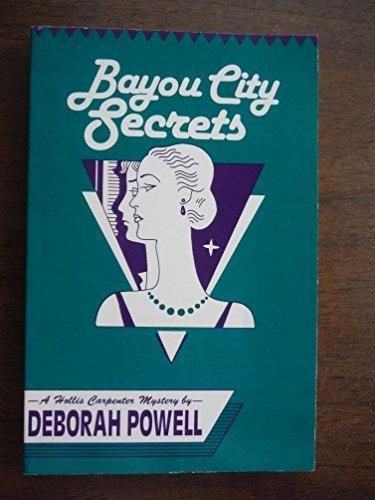 Bayou City
Secrets
—A Hollis Carpenter Mystery by—
DEBORAH POWELL